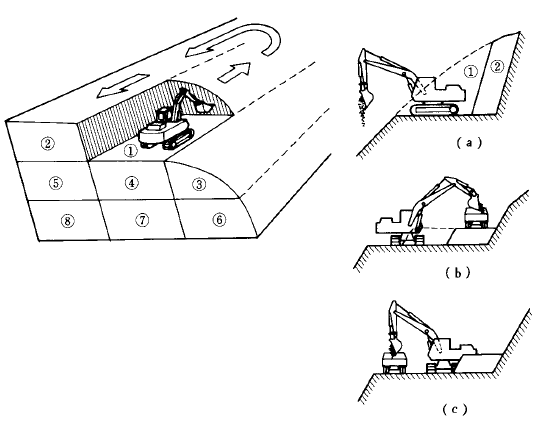 ② ① ⑤ ④ ③ ⑧ ⑦ ⑥
① ②
( a )
( b )
( c )